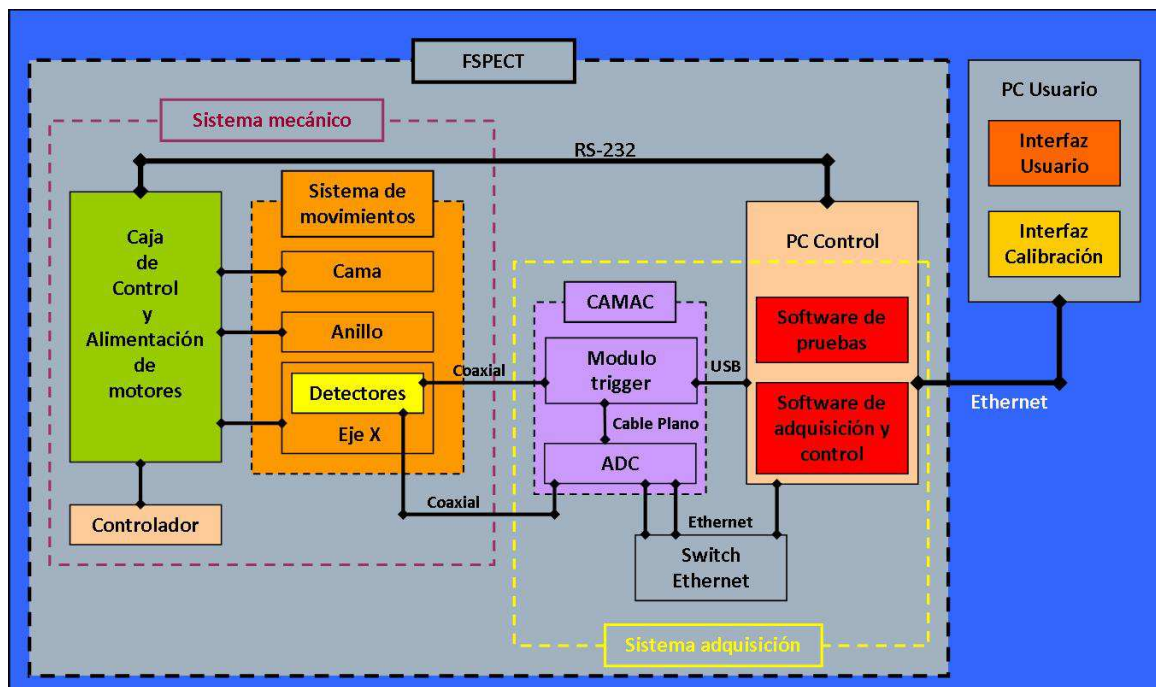 FSPECT
PC Usuario
Interfaz
Usuario
Interfaz
Calibración
Sistema mecánico
RS-232
Caja
de
Control
y
Alimentación
de
motores
Sistema de
movimientos
Cama
Anillo
Detectores
Eje X
Controlador
Coaxial
Coaxial
CAMAC
Modulo
trigger
Cable Plano
ADC
USB
PC Control
Software de
pruebas
Software de
adquisición y
control
Ethernet
Ethernet
Switch
Ethernet
Sistema adquisición